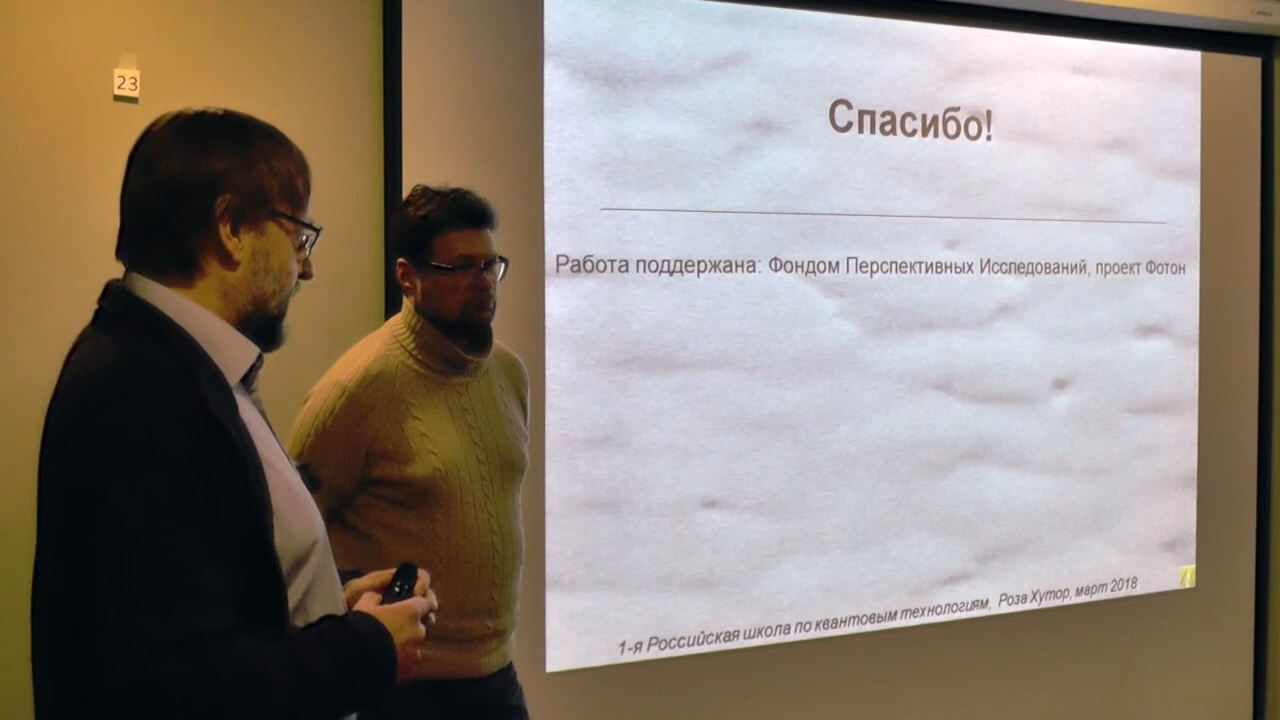 23
Спасибо!
Работа поддержана: Фондом Перспективных Исследований, проект Фотон
1-я Российская школа по квантовым технологиям, Роза Хутор, март 2018